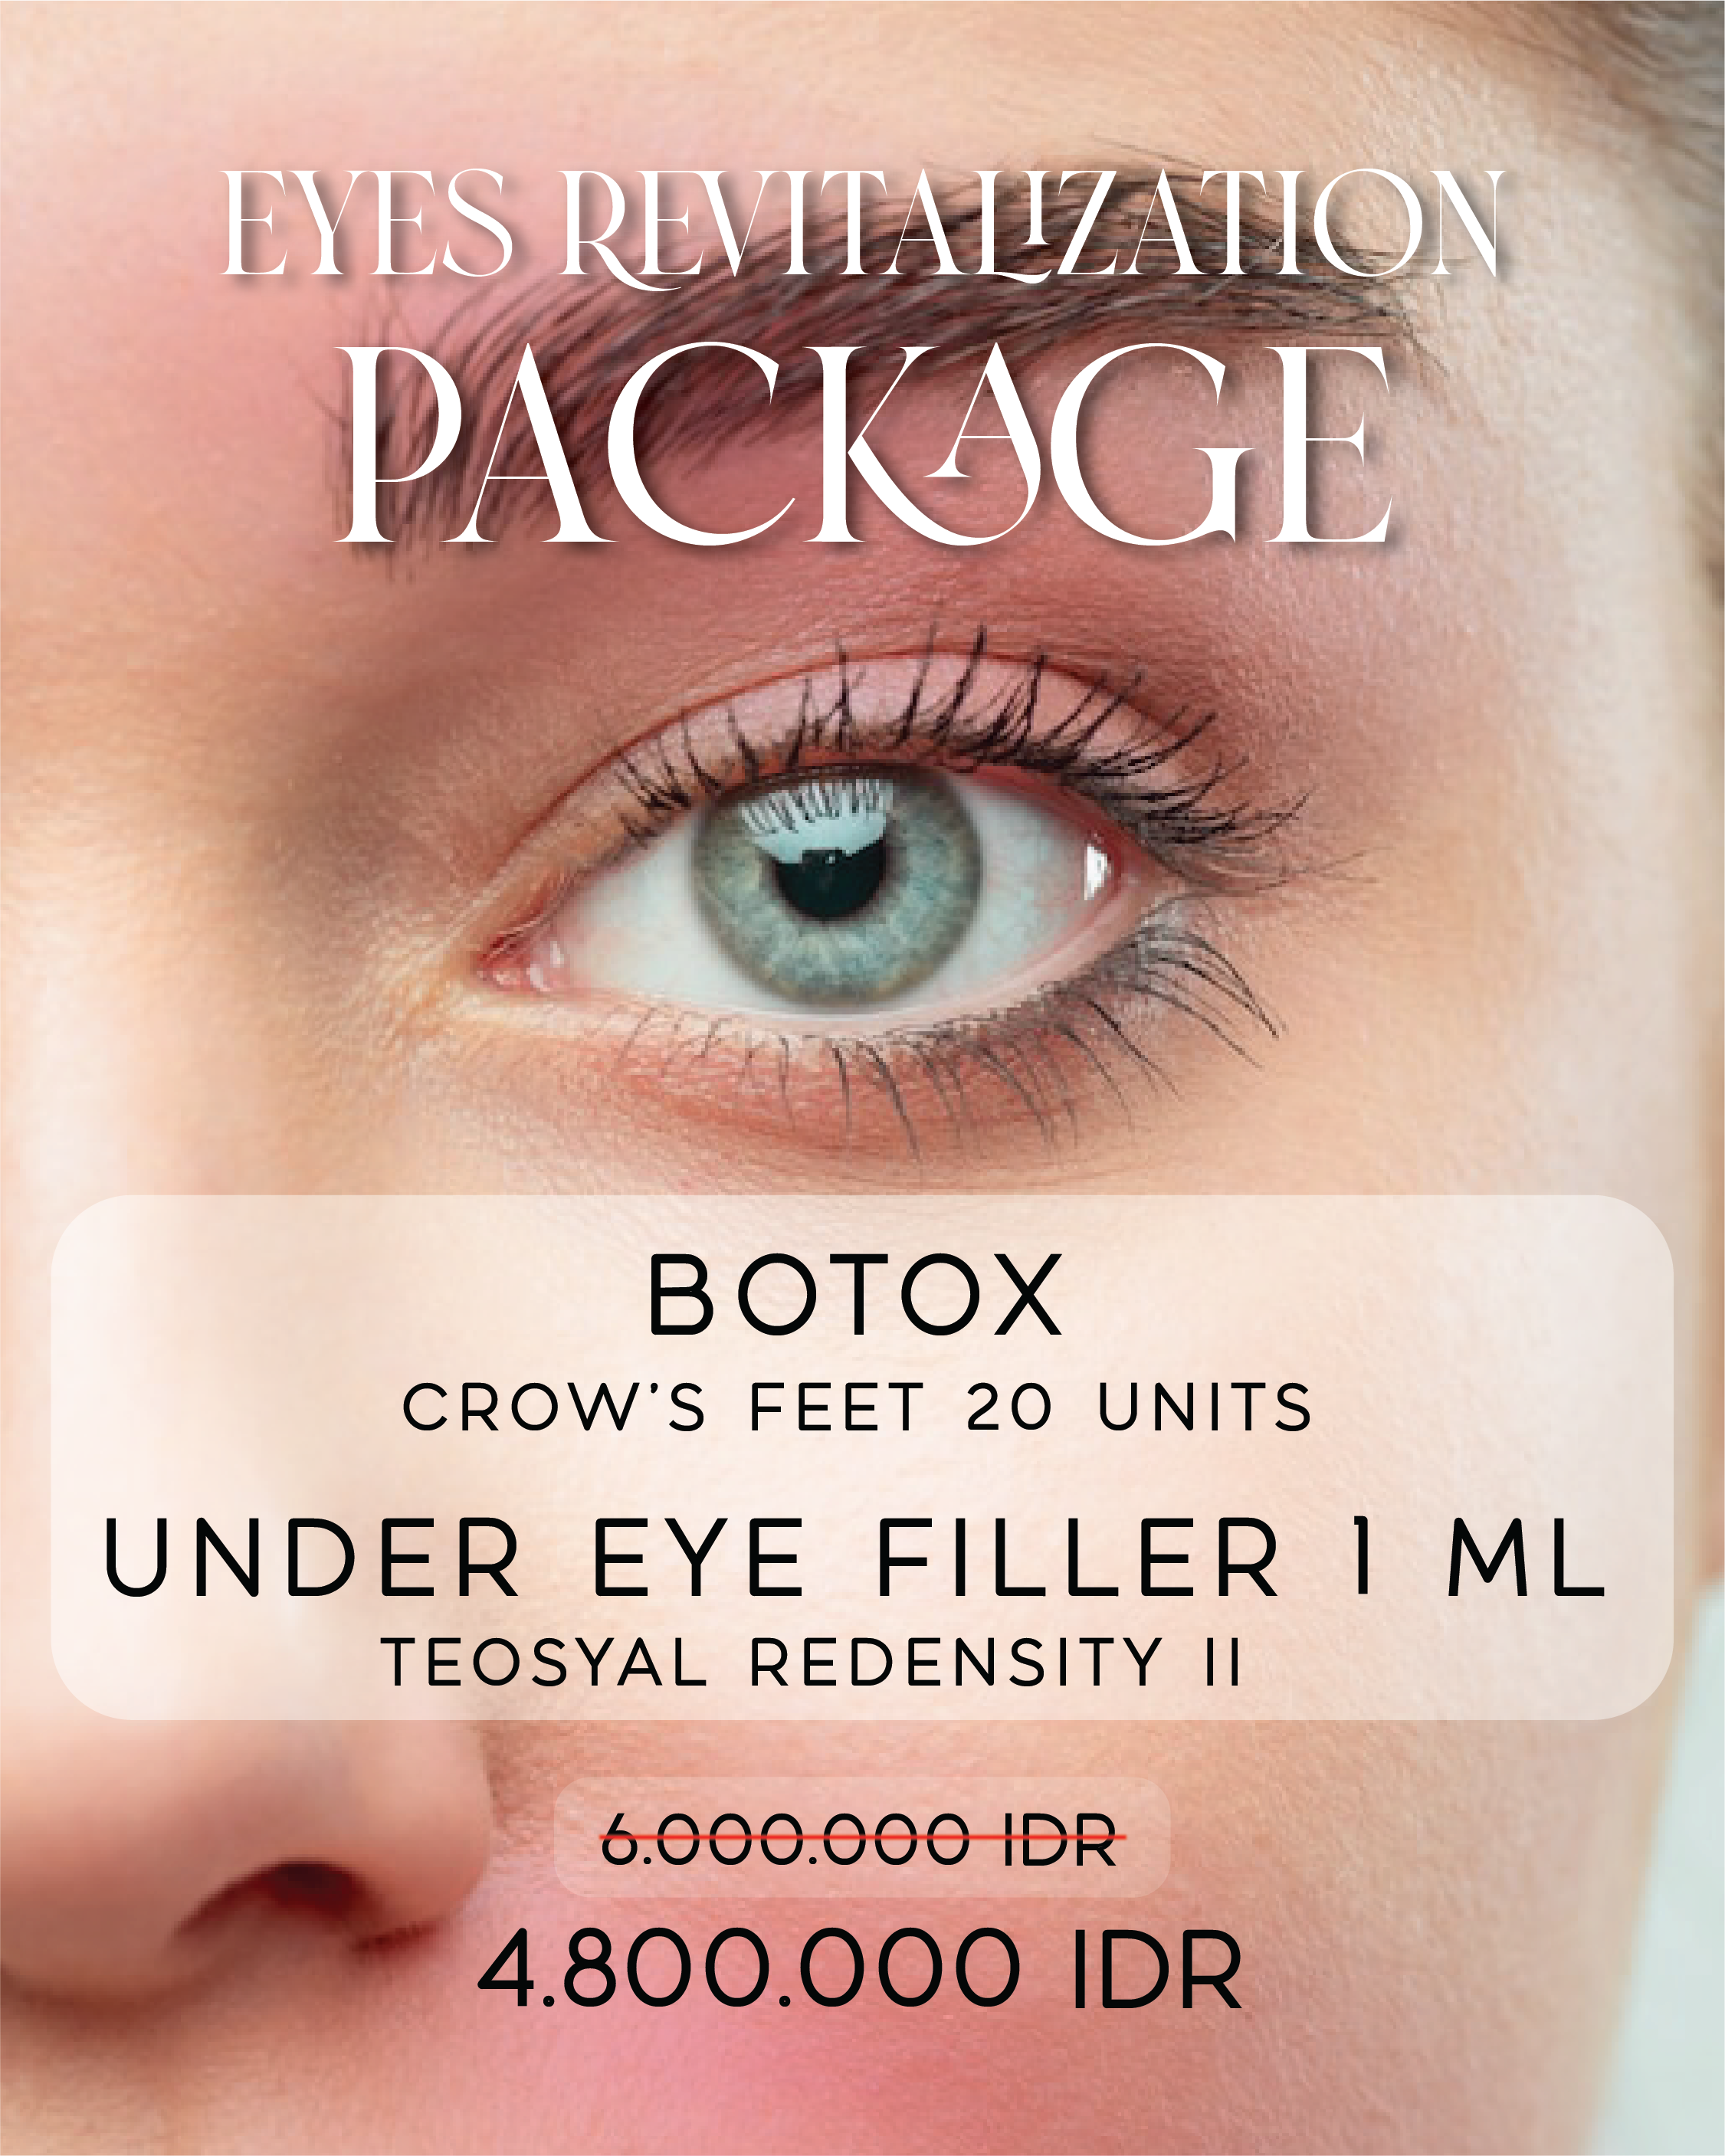 EYES REVITALIZATION
PACKAGE
BOTOX
CROW'S FEET 20 UNITS
UNDER EYE FILLER 1 ML
TEOSYAL REDENSITY II
6.000.000 IDR
4.800.000 IDR